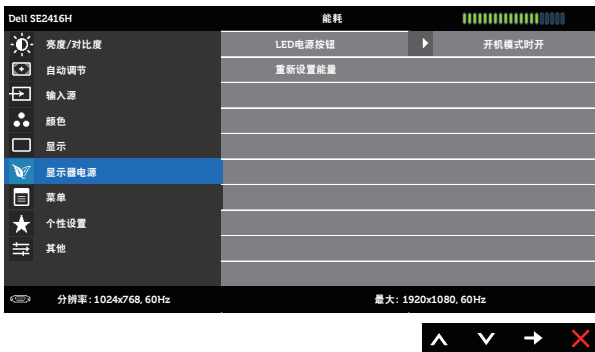 Dell SE2416H 能耗
亮度/对比度 LED电源按钮 开机模式时开
自动调节 重新设置能量
输入源
颜色
显示
显示器电源
菜单
个性设置
其他
分辨率: 1024x768, 60Hz 最大: 1920x1080, 60Hz